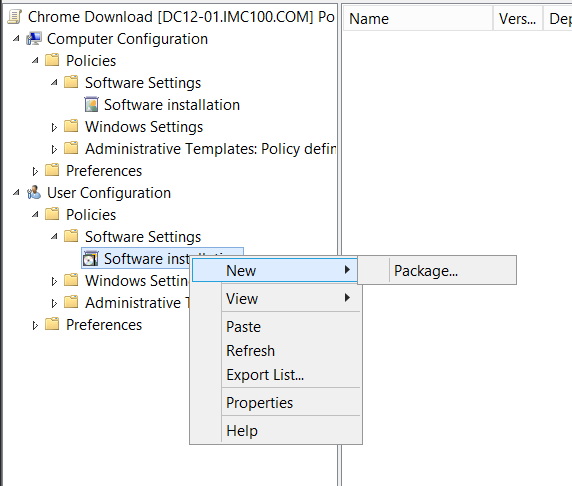 Chrome Download [DC12-01.IMC100.COM] Po
Name Vers... Dep
Computer Configuration
Policies
Software Settings
Software installation
Windows Settings
Administrative Templates: Policy defin
Preferences
User Configuration
Policies
Software Settings
Software inst
New Package...
Windows Settin
View
Administrative T
Paste
Preferences
Refresh
Export List...
Properties
Help